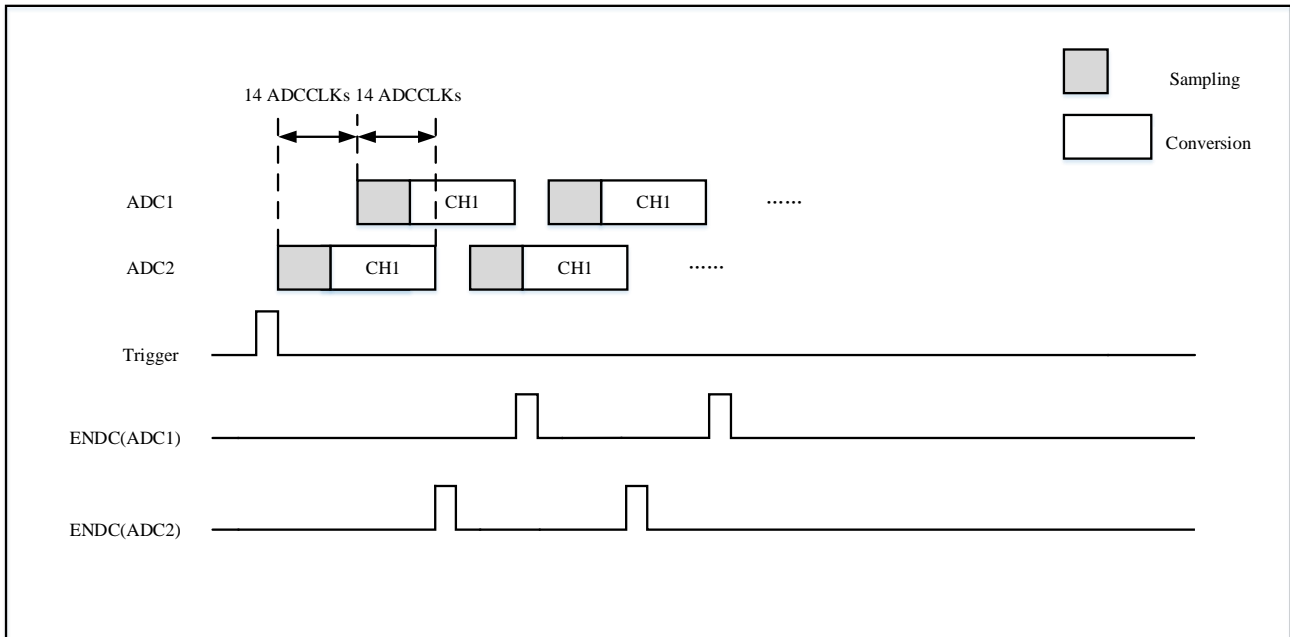 Sampling
14 ADCCLKs 14 ADCCLKs
Conversion
ADC1 CH1 CH1 ......
ADC2 CH1 CH1 ......
Trigger
ENDC(ADC1)
ENDC(ADC2)